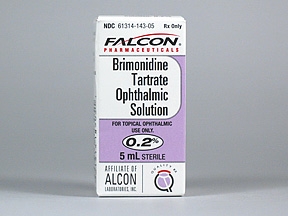 NDC 61314-143-05 Rx Only
FALCON
PHARMACEUTICALS
Brimonidine
Tartrate
Ophthalmic
Solution
FOR TOPICAL OPHTHALMIC
USE ONLY.
0.2%
5 mL STERILE
AFFILIATE OF
ALCON
LABORATORIES, INC.